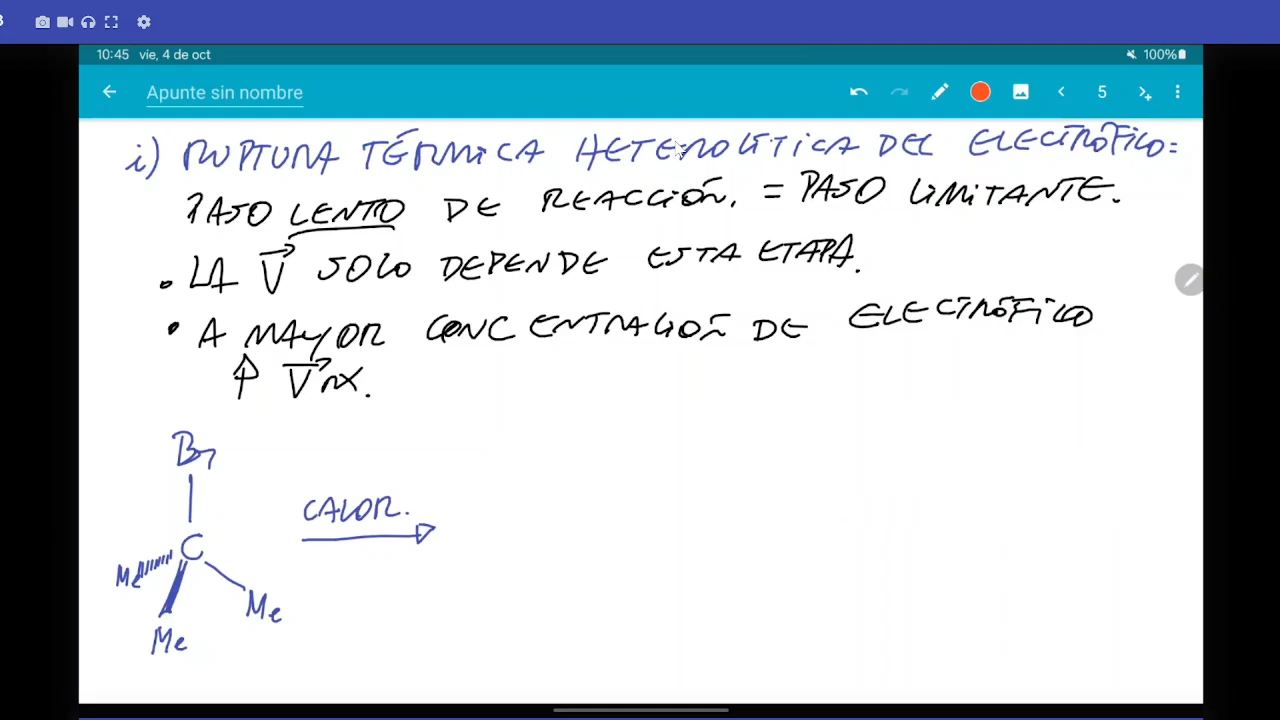 10:45 vie, 4 de oct
100%
Apunte sin nombre
5
i) RUPTURA TÉRMICA HETEROLÍTICA DEL ELECTRÓFILO:
PASO LENTO DE REACCIÓN. = PASO LIMITANTE.
• LA V SOLO DEPENDE ESTA ETAPA.
• A MAYOR CONCENTRACIÓN DE ELECTRÓFILO
↑ V rX.
Br
CALOR.
C
Me
Me
Me